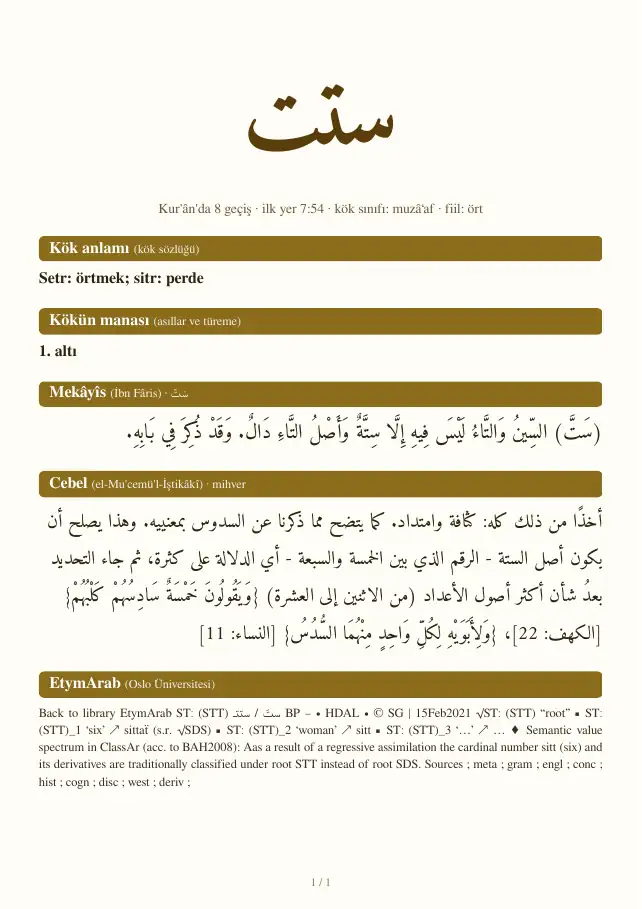 ستت
Kur'ân'da 8 geçiş · ilk yer 7:54 · kök sınıfı: muzâ‘af · fiil: ört
Kök anlamı (kök sözlüğü)
Setr: örtmek; sitr: perde
Kökün manası (asıllar ve türeme)
1. altı
Mekâyîs (İbn Fâris) · سَتّ
(سَتَّ) السِّينُ وَالتَّاءُ لَيْسَ فِيهِ إِلَّا سِتَّةٌ وَأَصْلُ التَّاءِ دَالٌ. وَقَدْ ذُكِرَ فِي بَابِهِ.
Cebel (el-Mu'cemü'l-İştikâkî) · mihver
أخذًا من ذلك كله: كثافة وامتداد. كما يتضح مما ذكرنا عن السدوس بمعنييه. وهذا يصلح أن
يكون أصل الستة - الرقم الذي بين الخمسة والسبعة - أي الدلالة على كثرة، ثم جاء التحديد
بعدُ شأن أكثر أصول الأعداد (من الاثنين إلى العشرة) {وَيَقُولُونَ خَمْسَةٌ سَادِسُهُمْ كَلْبُهُمْ}
[الكهف: 22]، {وَلِأَبَوَيْهِ لِكُلِّ وَاحِدٍ مِنْهُمَا السُّدُسُ} [النساء: 11]
EtymArab (Oslo Üniversitesi)
Back to library EtymArab ST: (STT) ستّ / ستتـ BP – • HDAL • © SG | 15Feb2021 √ST: (STT) “root” ▪ ST:
(STT)_1 ‘six’ ↗ sittaẗ (s.r. √SDS) ▪ ST: (STT)_2 ‘woman’ ↗ sitt ▪ ST: (STT)_3 ‘…’ ↗ … ♦ Semantic value
spectrum in ClassAr (acc. to BAH2008): Aas a result of a regressive assimilation the cardinal number sitt (six) and
its derivatives are traditionally classified under root STT instead of root SDS. Sources ; meta ; gram ; engl ; conc ;
hist ; cogn ; disc ; west ; deriv ;
1 / 1